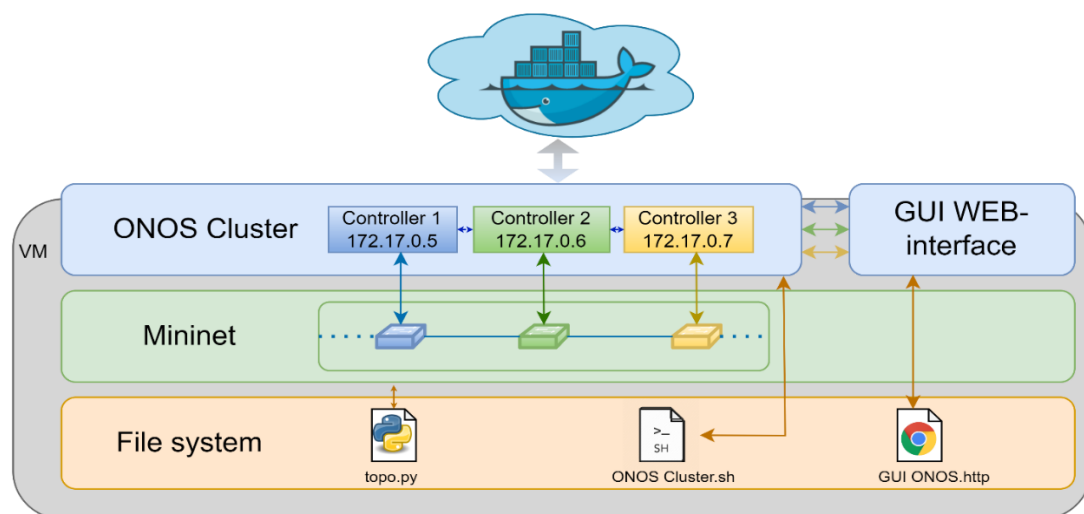 VM
ONOS Cluster
Controller 1
172.17.0.5
Controller 2
172.17.0.6
Controller 3
172.17.0.7
GUI WEB-
interface
Mininet
File system
topo.py
>_
SH
ONOS Cluster.sh
GUI ONOS.http